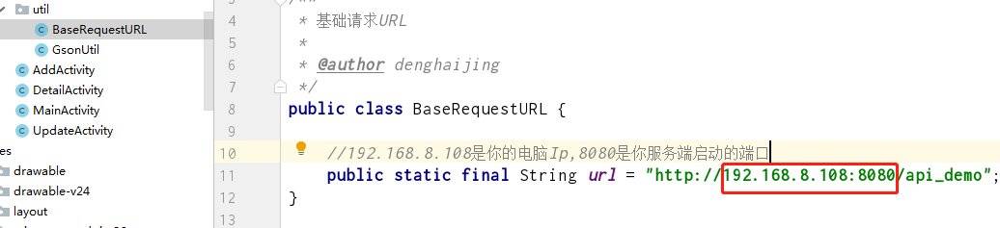 util
BaseRequestURL
GsonUtil
AddActivity
DetailActivity
MainActivity
UpdateActivity
es
drawable
drawable-v24
layout
4 * 基础请求URL
5 *
6 * @author denghaijing
7 */
8 public class BaseRequestURL {
9
10 //192.168.8.108是你的电脑Ip,8080是你服务端启动的端口
11 public static final String url = "http://192.168.8.108:8080/api_demo";
12 }
13